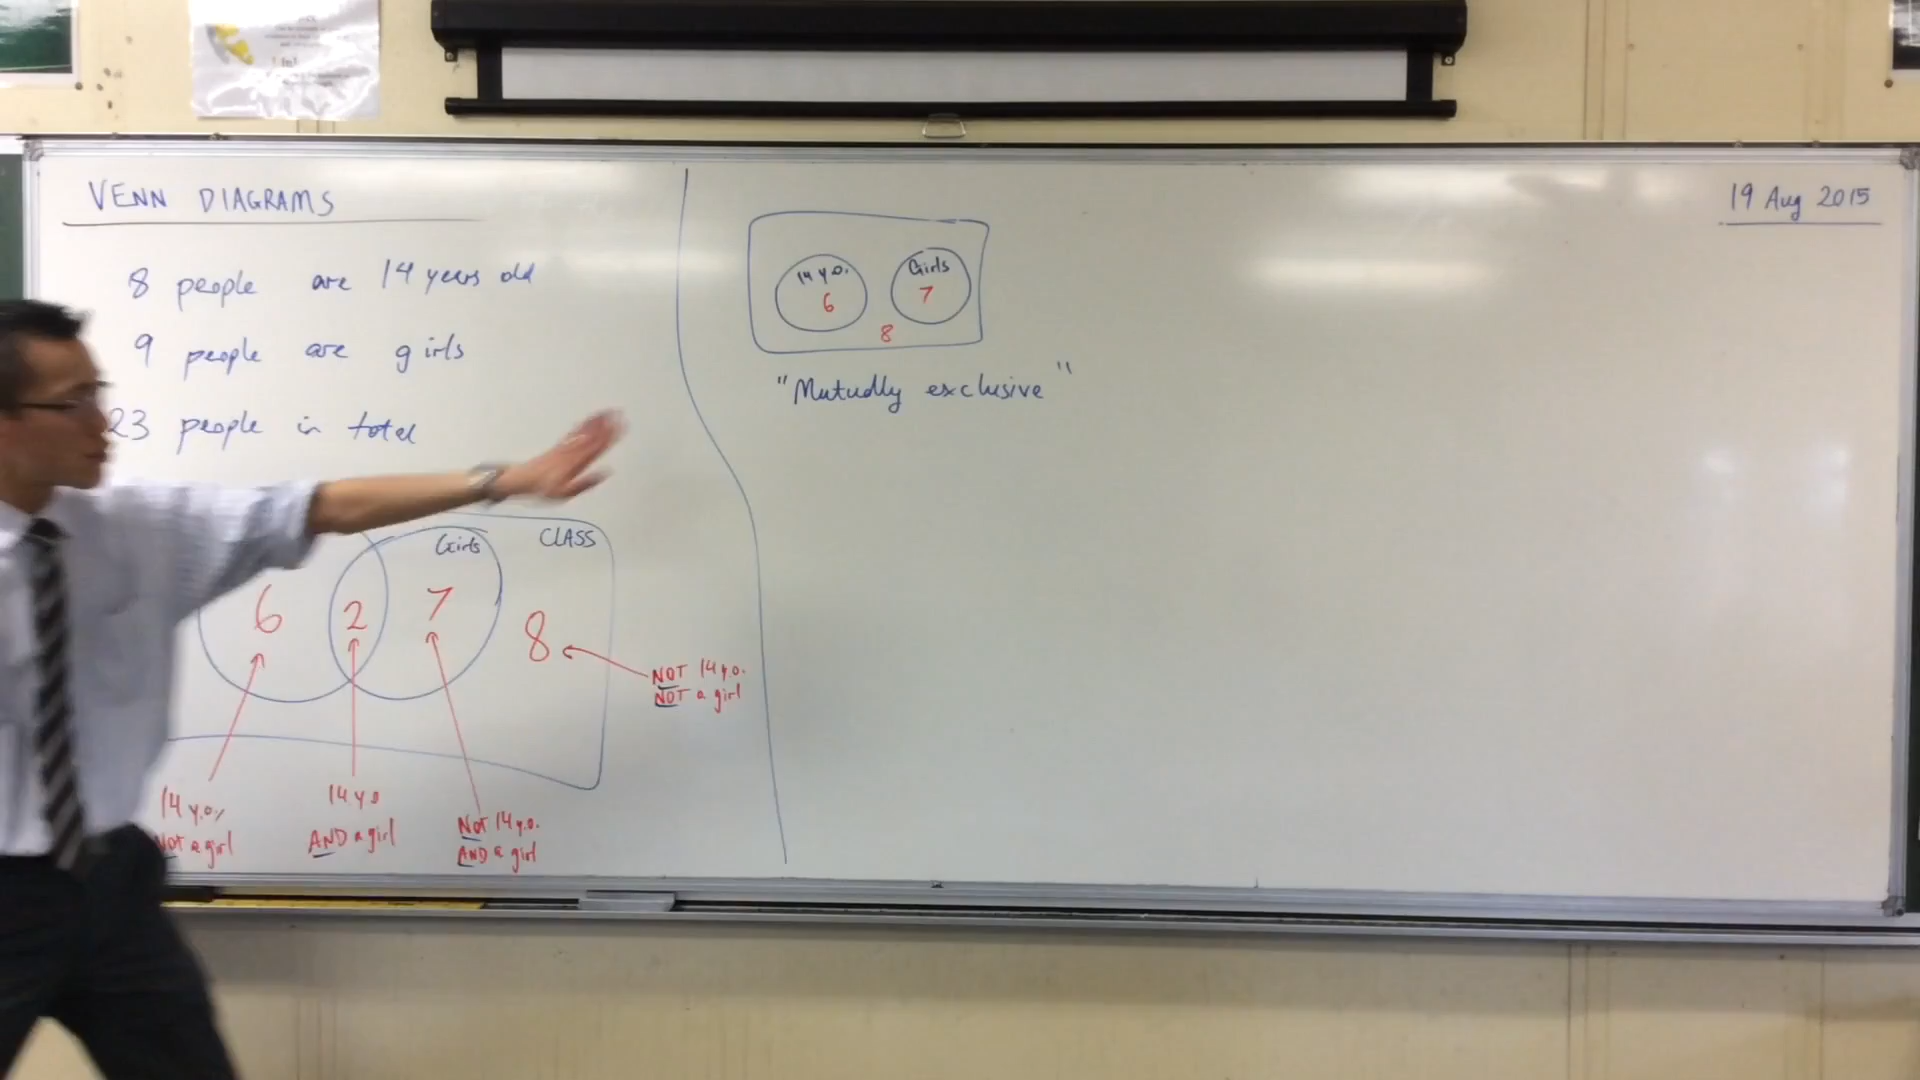 VENN DIAGRAMS
8 people are 14 years old
9 people are girls
23 people in total
Girls
CLASS
6
2
7
8
NOT 14 y.o.
NOT a girl
14 y.o.
Not a girl
14 y o
AND a girl
Not 14 y.o.
AND a girl
14 y.o.
6
Girls
7
8
"Mutually exclusive"
19 Aug 2015